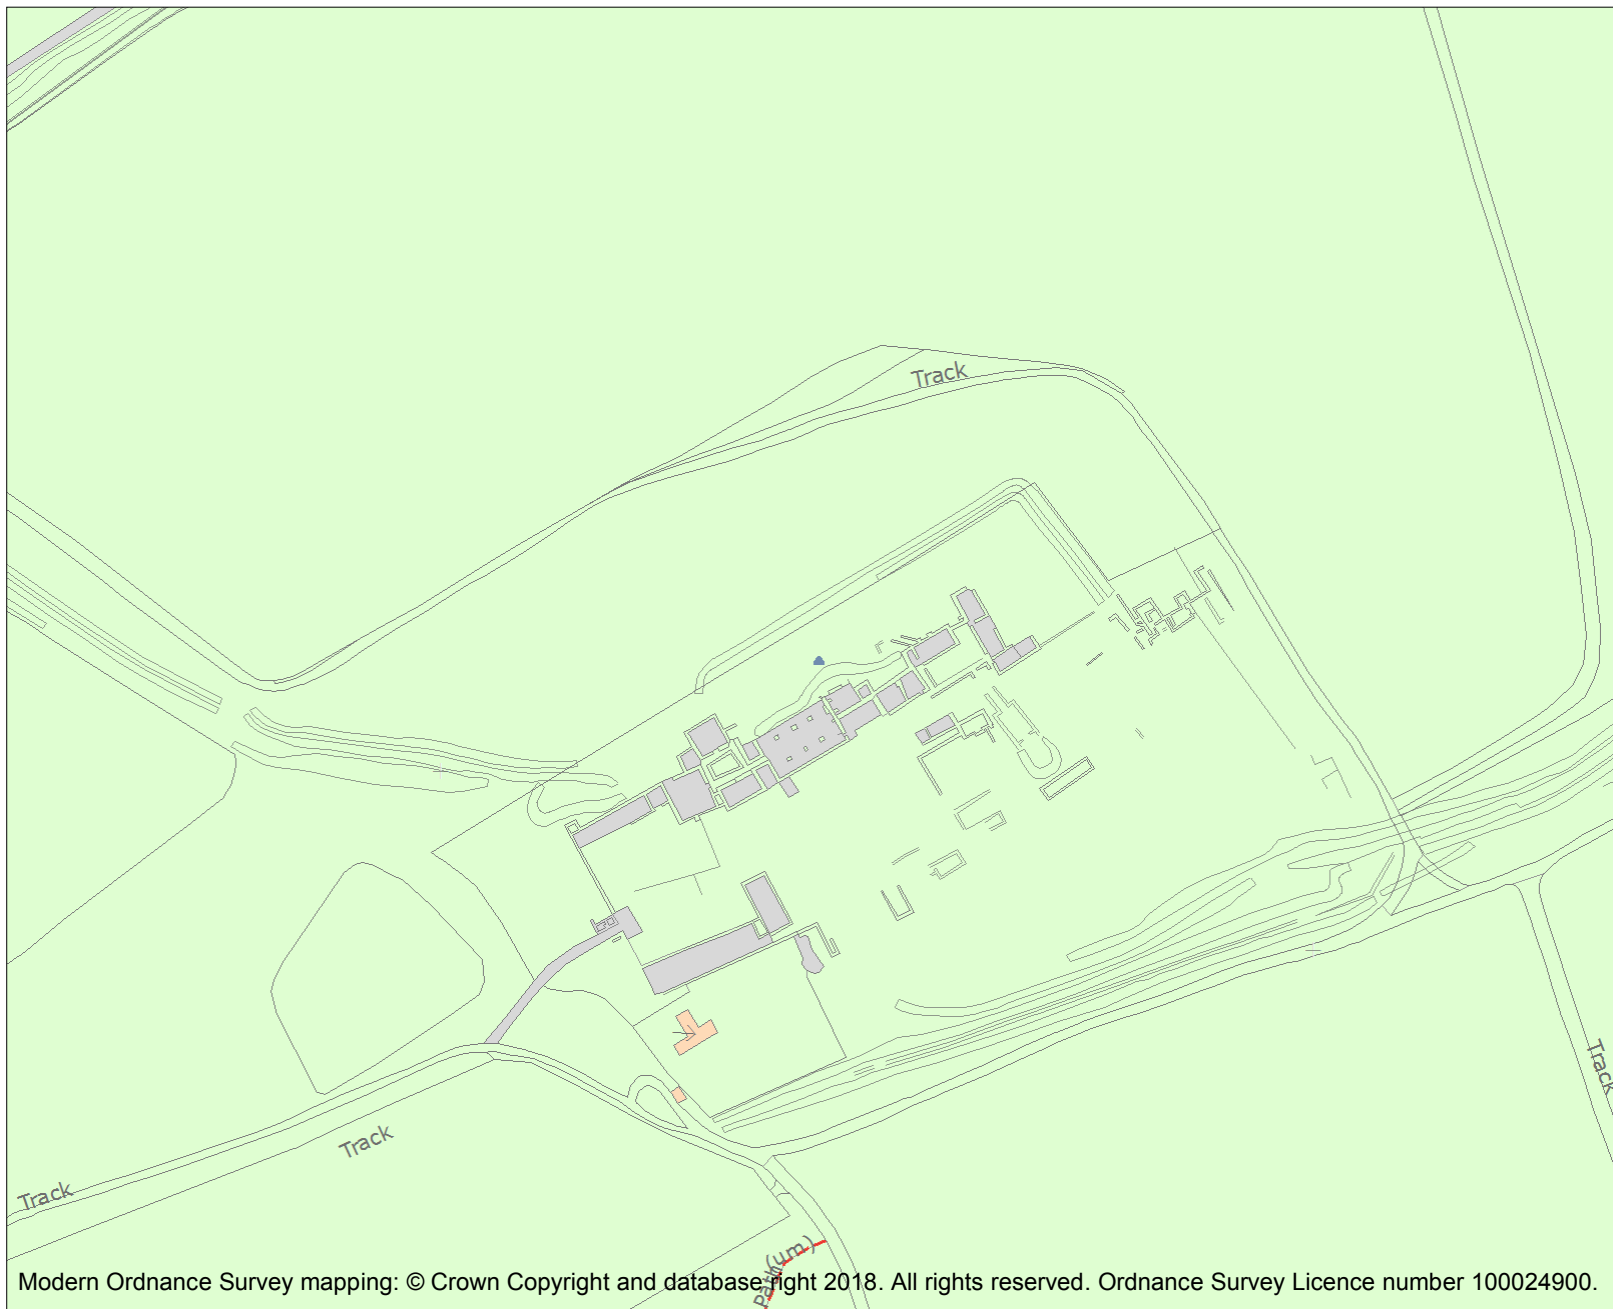 Track
Track
Track
Track
Path (um)
Modern Ordnance Survey mapping: © Crown Copyright and database right 2018. All rights reserved. Ordnance Survey Licence number 100024900.